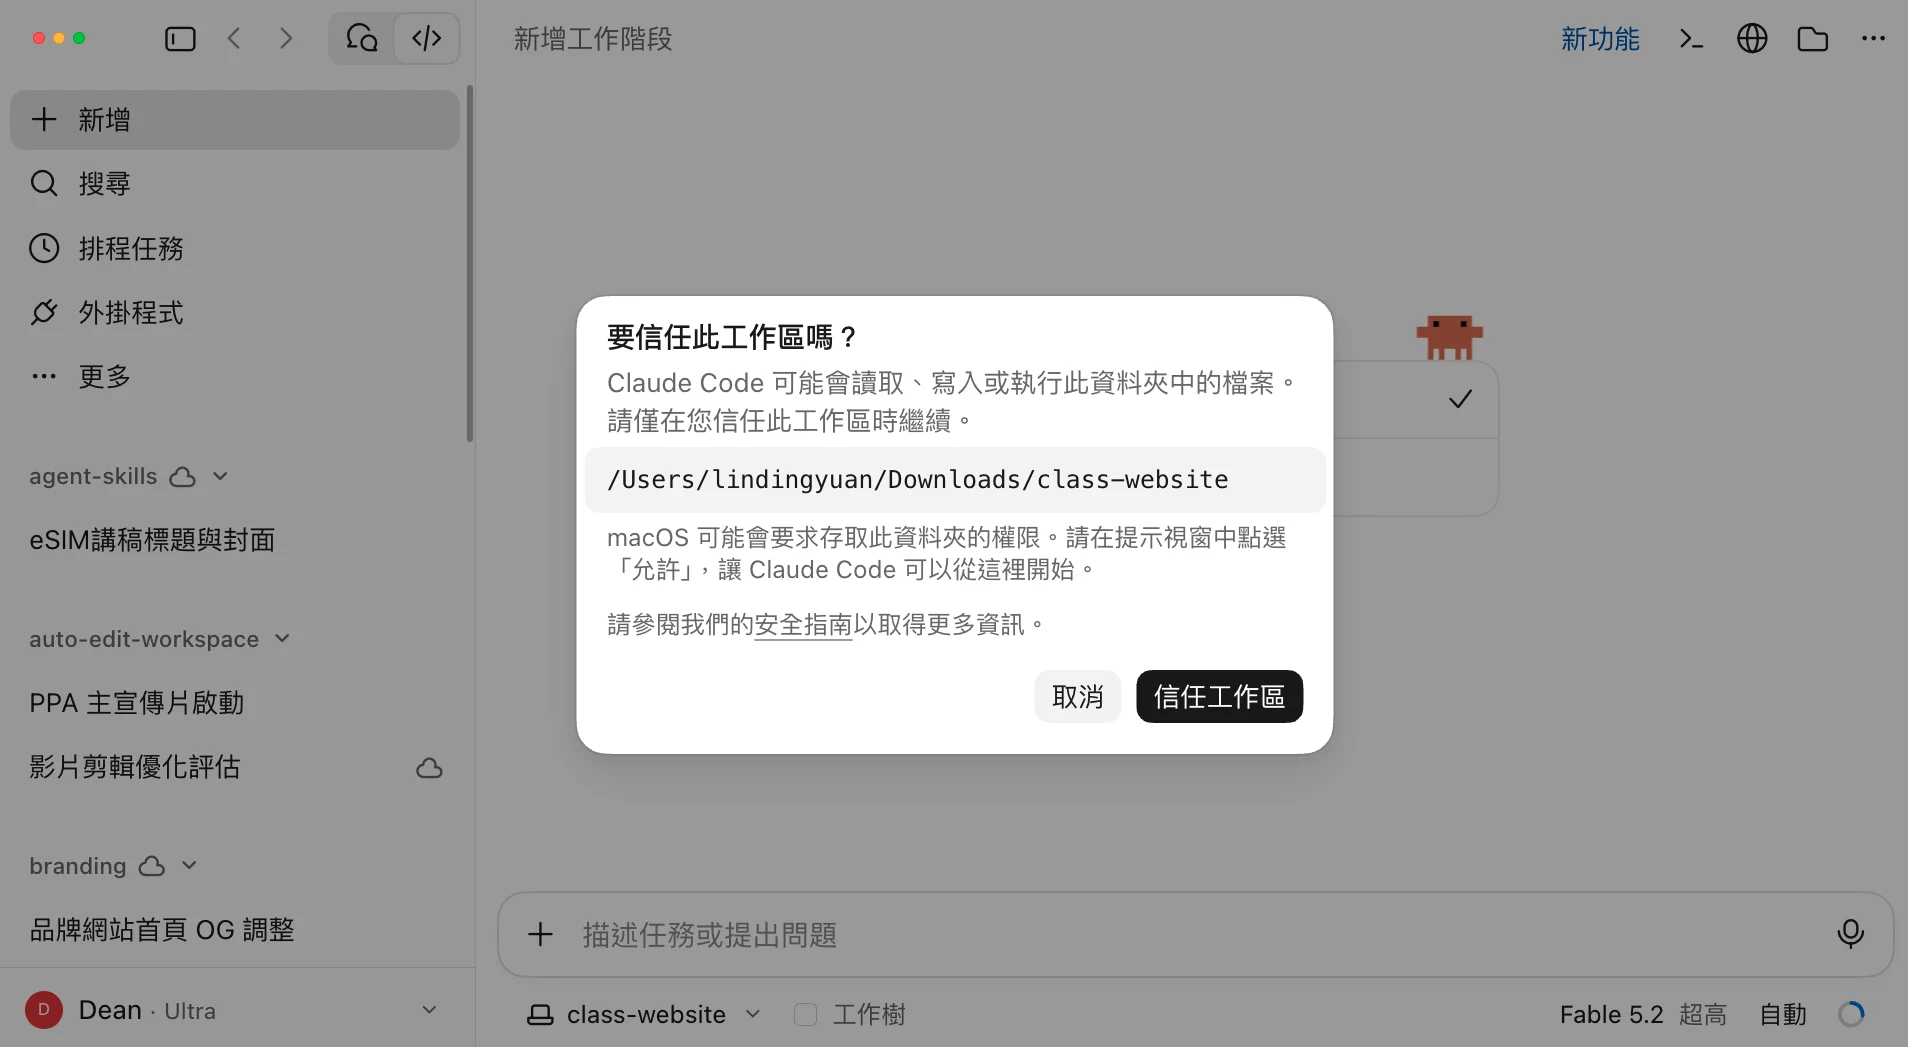 新增工作階段
新功能
新增
搜尋
排程任務
外掛程式
更多
agent-skills
eSIM講稿標題與封面
auto-edit-workspace
PPA 主宣傳片啟動
影片剪輯優化評估
branding
品牌網站首頁 OG 調整
D
Dean · Ultra
要信任此工作區嗎？
Claude Code 可能會讀取、寫入或執行此資料夾中的檔案。
請僅在您信任此工作區時繼續。
/Users/lindingyuan/Downloads/class-website
macOS 可能會要求存取此資料夾的權限。請在提示視窗中點選
「允許」，讓 Claude Code 可以從這裡開始。
請參閱我們的安全指南以取得更多資訊。
取消
信任工作區
描述任務或提出問題
class-website
工作樹
Fable 5.2 超高
自動